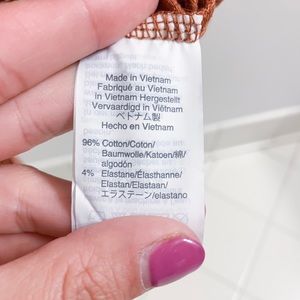 Made in Vietnam
Fabriqué au Vietnam
In Vietnam Hergestellt
Vervaardigd in Viëtnam
ベトナム製
Hecho en Vietnam
96% Cotton/Coton/
Baumwolle/Katoen/綿/
algodón
4% Elastane/Élasthanne/
Elastan/Elastaan/
エラステーン/elastano